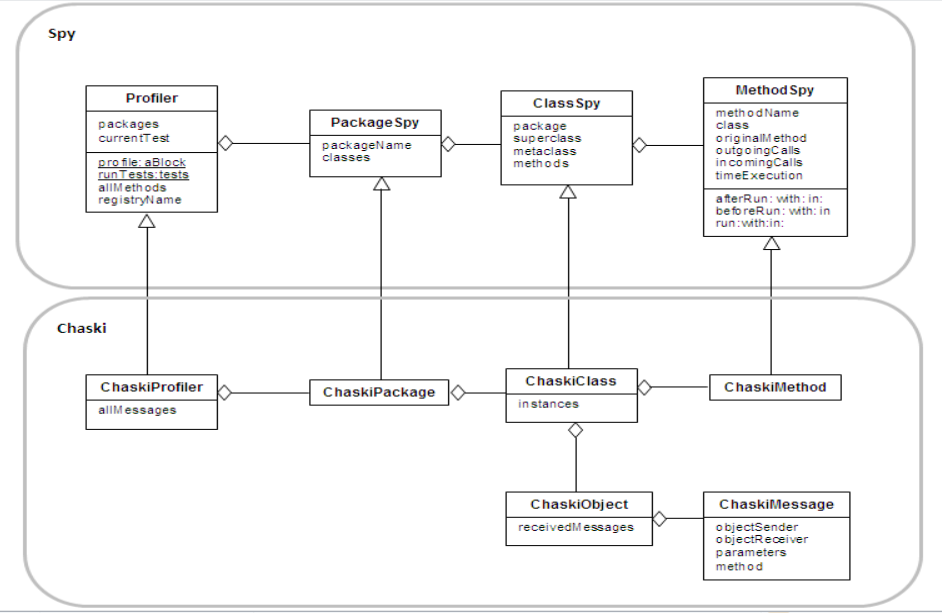 Spy
Profiler
packages
currentTest
profile: aBlock
runTests:tests
allMethods
registryName
PackageSpy
packageName
classes
ClassSpy
package
superclass
metaclass
methods
MethodSpy
methodName
class
originalMethod
outgoingCalls
incomingCalls
timeExecution
afterRun: with: in:
beforeRun: with: in
run:with:in:
Chaski
ChaskiProfiler
allMessages
ChaskiPackage
ChaskiClass
instances
ChaskiMethod
ChaskiObject
receivedMessages
ChaskiMessage
objectSender
objectReceiver
parameters
method